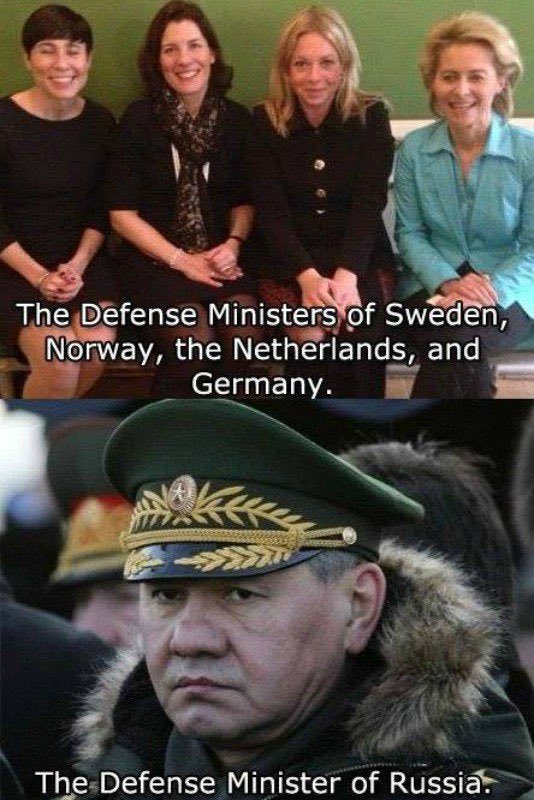 The Defense Ministers of Sweden,
Norway, the Netherlands, and
Germany.
The Defense Minister of Russia.